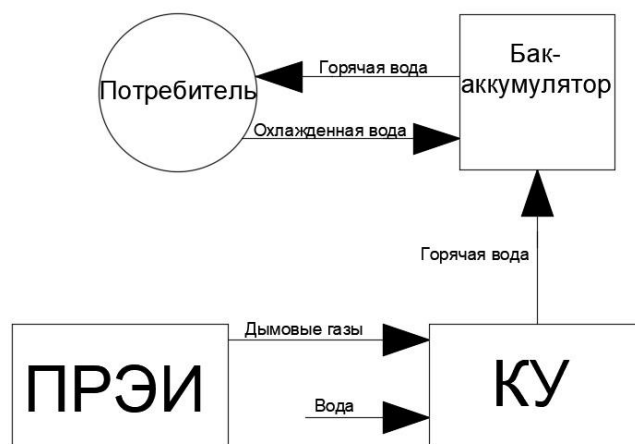 Потребитель
Горячая вода
Бак-
аккумулятор
Охлажденная вода
Горячая вода
Дымовые газы
ПРЭИ
КУ
Вода